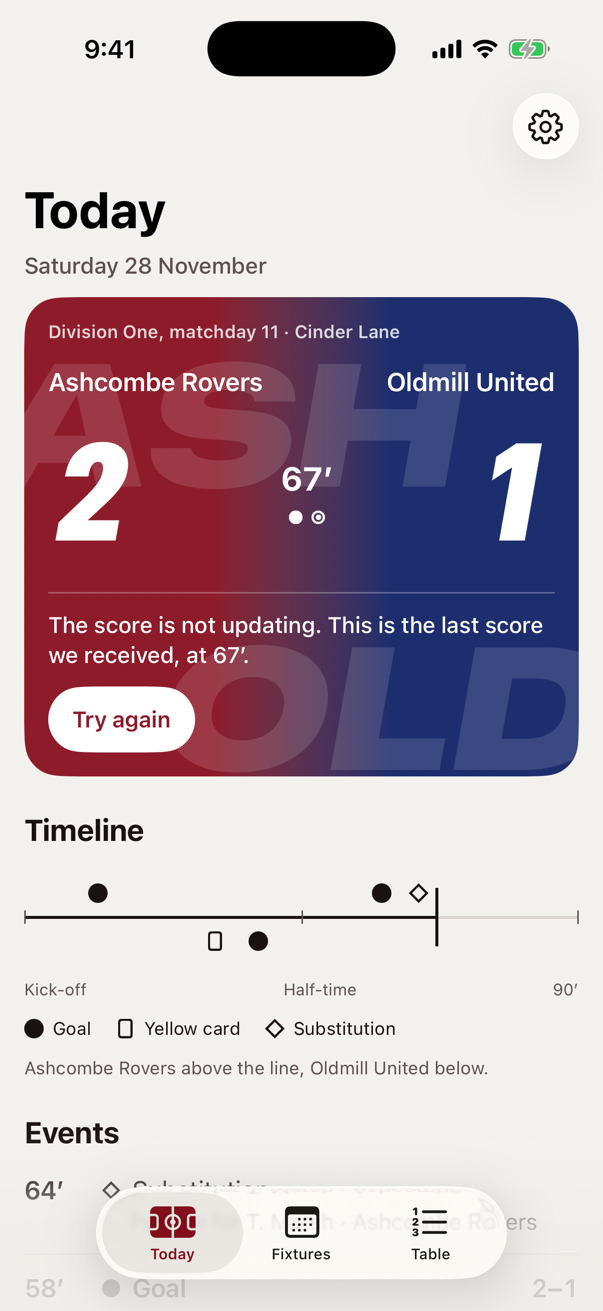 9:41
Today
Saturday 28 November
Division One, matchday 11 · Cinder Lane
ASH
Ashcombe Rovers
Oldmill United
2
67′
1
The score is not updating. This is the last score
we received, at 67′.
OLD
Try again
Timeline
Kick-off
Half-time
90′
Goal
Yellow card
Substitution
Ashcombe Rovers above the line, Oldmill United below.
Events
64′
Substitution
T.
Today
Fixtures
Table
58′
Goal
2–1